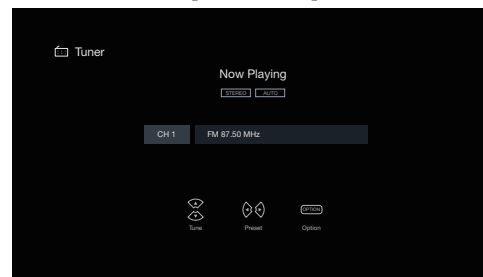 Tuner
Now Playing
STEREO AUTO
CH 1 FM 87.50 MHz
OPTION
Tune Preset Option